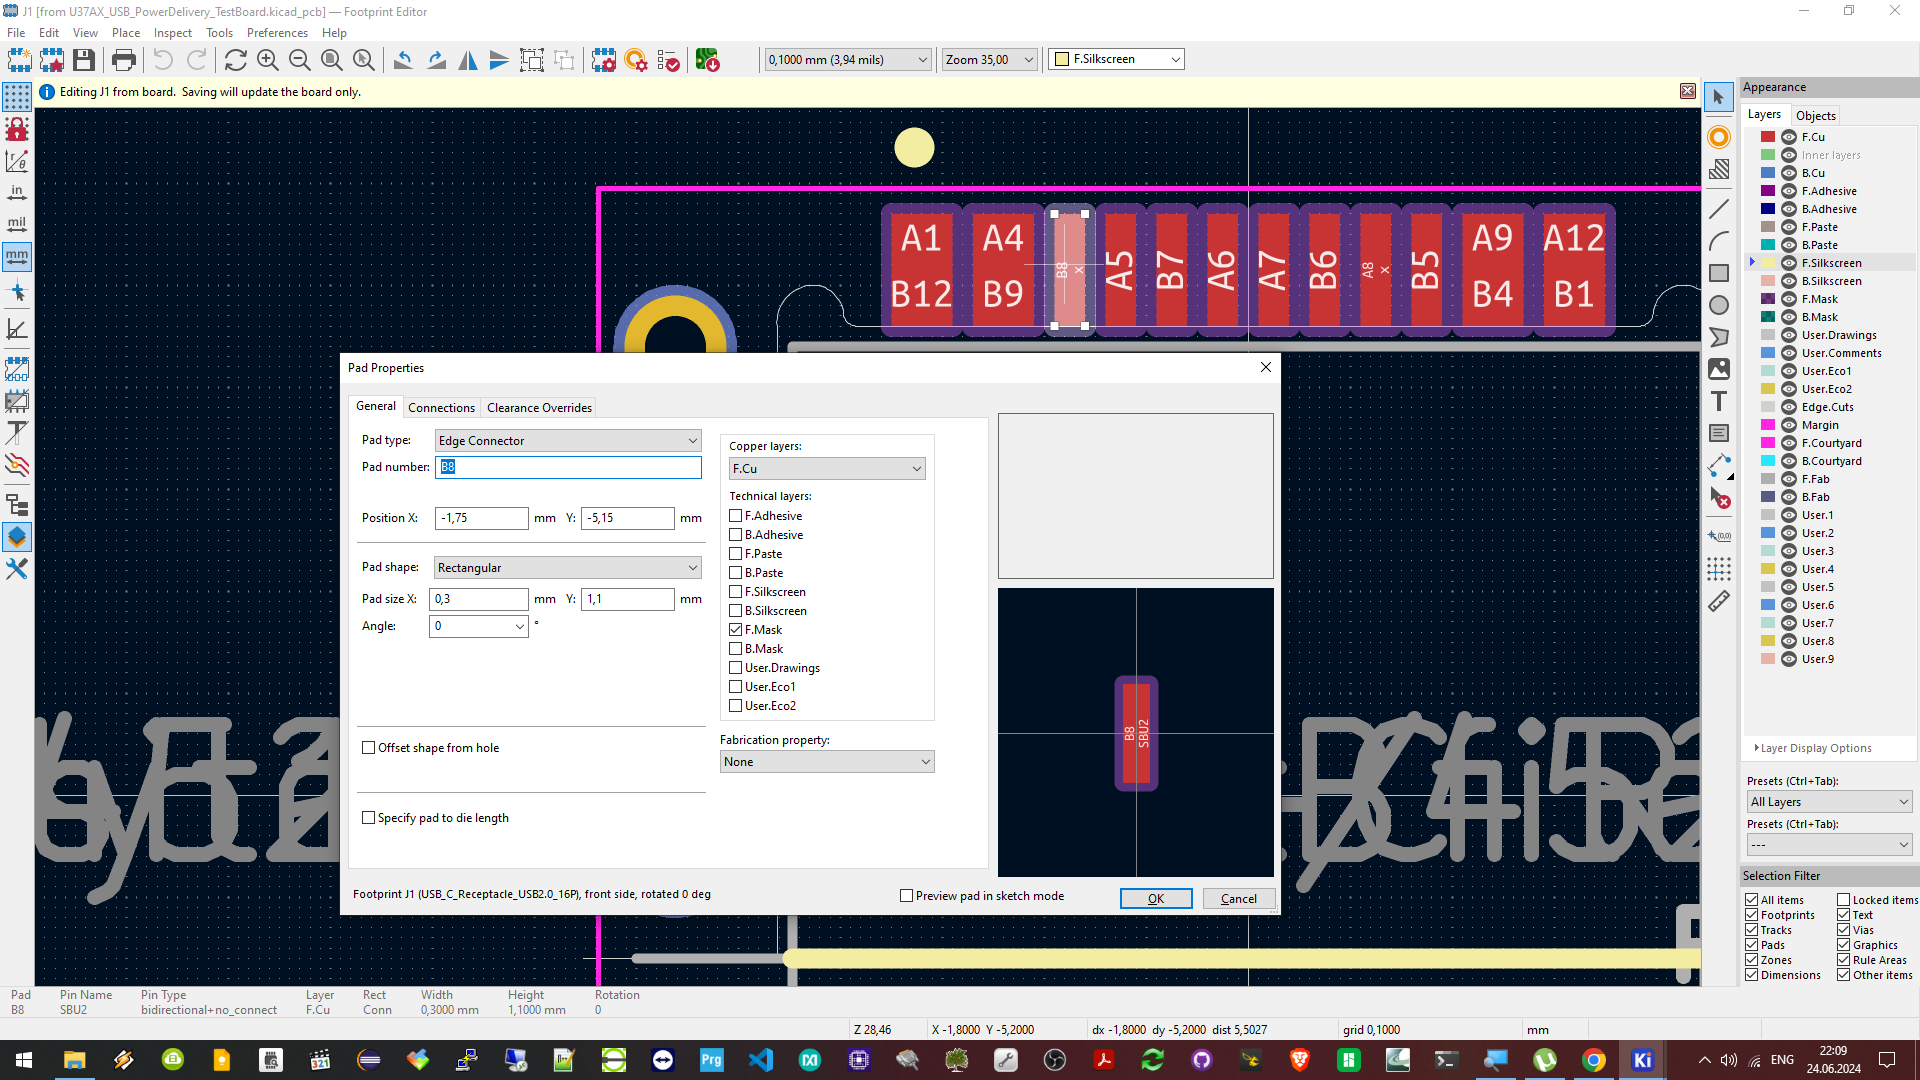 J1 [from U37AX_USB_PowerDelivery_TestBoard.kicad_pcb] — Footprint Editor
File Edit View Place Inspect Tools Preferences Help
0,1000 mm (3,94 mils) Zoom 35,00 F.Silkscreen
Editing J1 from board. Saving will update the board only.
in
mil
mm
A1 A4 B8 x A5 B7 A6 A7 B6 A8 x B5 A9 A12
B12 B9 B4 B1
Pad Properties
General Connections Clearance Overrides
Pad type: Edge Connector
Pad number: B8
Position X: -1,75 mm Y: -5,15 mm
Pad shape: Rectangular
Pad size X: 0,3 mm Y: 1,1 mm
Angle: 0 °
Offset shape from hole
Specify pad to die length
Copper layers:
F.Cu
Technical layers:
F.Adhesive
B.Adhesive
F.Paste
B.Paste
F.Silkscreen
B.Silkscreen
F.Mask
B.Mask
User.Drawings
User.Eco1
User.Eco2
Fabrication property:
None
B8
SBU2
Footprint J1 (USB_C_Receptacle_USB2.0_16P), front side, rotated 0 deg
Preview pad in sketch mode
OK Cancel
Appearance
Layers Objects
F.Cu
Inner layers
B.Cu
F.Adhesive
B.Adhesive
F.Paste
B.Paste
F.Silkscreen
B.Silkscreen
F.Mask
B.Mask
User.Drawings
User.Comments
User.Eco1
User.Eco2
Edge.Cuts
Margin
F.Courtyard
B.Courtyard
F.Fab
B.Fab
User.1
User.2
User.3
User.4
User.5
User.6
User.7
User.8
User.9
Layer Display Options
Presets (Ctrl+Tab):
All Layers
Presets (Ctrl+Tab):
---
Selection Filter
All items Locked items
Footprints Text
Tracks Vias
Pads Graphics
Zones Rule Areas
Dimensions Other items
Pad Pin Name Pin Type Layer Rect Width Height Rotation
B8 SBU2 bidirectional+no_connect F.Cu Conn 0,3000 mm 1,1000 mm 0
Z 28,46 X -1,8000 Y -5,2000 dx -1,8000 dy -5,2000 dist 5,5027 grid 0,1000 mm
321 Prg Ki ENG 22:09
24.06.2024